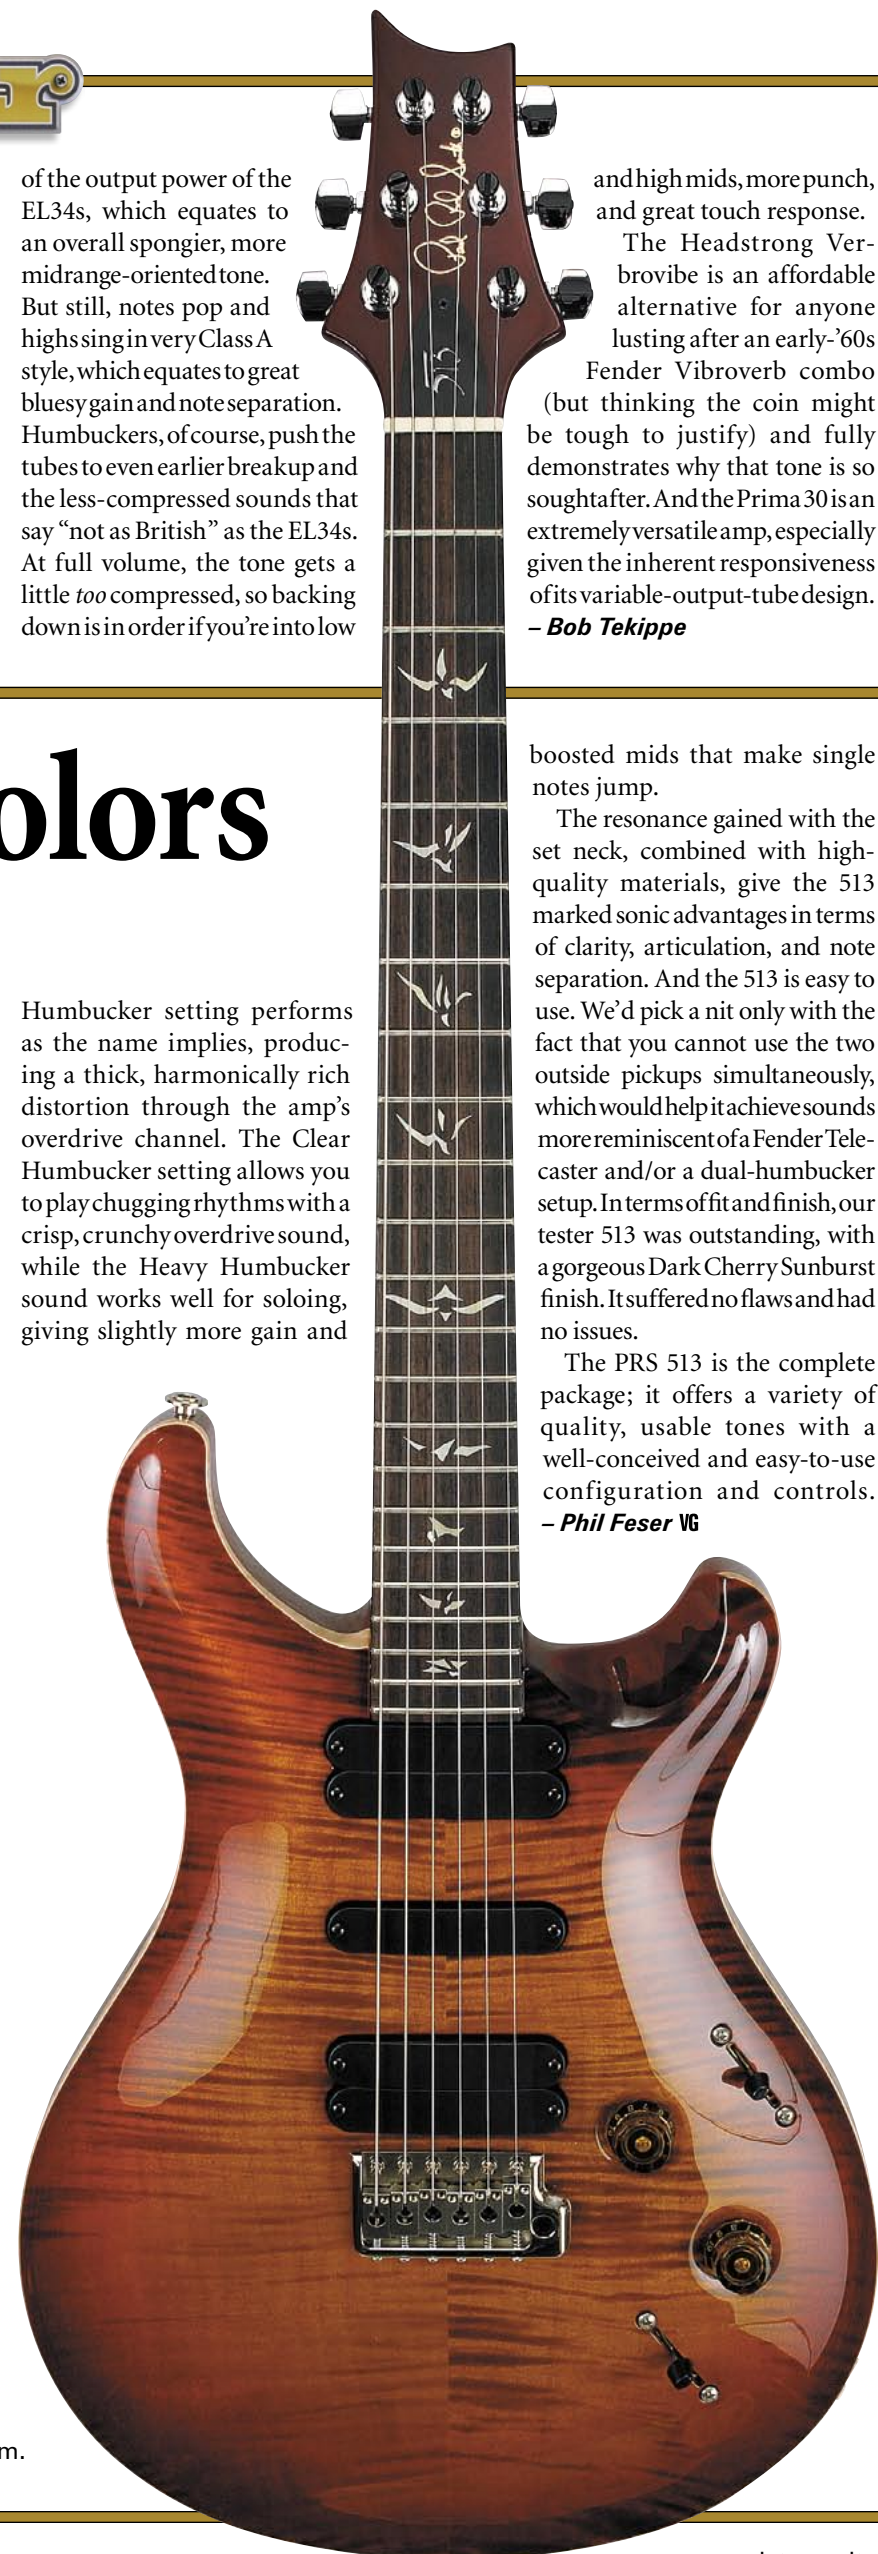 of the output power of the
EL34s, which equates to
an overall spongier, more
midrange-oriented tone.
But still, notes pop and
highs sing in very Class A
style, which equates to great
bluesy gain and note separation.
Humbuckers, of course, push the
tubes to even earlier breakup and
the less-compressed sounds that
say “not as British” as the EL34s.
At full volume, the tone gets a
little too compressed, so backing
down is in order if you’re into low
and high mids, more punch,
and great touch response.
The Headstrong Ver-
brovibe is an affordable
alternative for anyone
lusting after an early-’60s
Fender Vibroverb combo
(but thinking the coin might
be tough to justify) and fully
demonstrates why that tone is so
sought after. And the Prima 30 is an
extremely versatile amp, especially
given the inherent responsiveness
of its variable-output-tube design.
– Bob Tekippe
Paul Reed Smith®
513
olors
Humbucker setting performs
as the name implies, produc-
ing a thick, harmonically rich
distortion through the amp’s
overdrive channel. The Clear
Humbucker setting allows you
to play chugging rhythms with a
crisp, crunchy overdrive sound,
while the Heavy Humbucker
sound works well for soloing,
giving slightly more gain and
boosted mids that make single
notes jump.
The resonance gained with the
set neck, combined with high-
quality materials, give the 513
marked sonic advantages in terms
of clarity, articulation, and note
separation. And the 513 is easy to
use. We’d pick a nit only with the
fact that you cannot use the two
outside pickups simultaneously,
which would help it achieve sounds
more reminiscent of a Fender Tele-
caster and/or a dual-humbucker
setup. In terms of fit and finish, our
tester 513 was outstanding, with
a gorgeous Dark Cherry Sunburst
finish. It suffered no flaws and had
no issues.
The PRS 513 is the complete
package; it offers a variety of
quality, usable tones with a
well-conceived and easy-to-use
configuration and controls.
– Phil Feser VG
m.